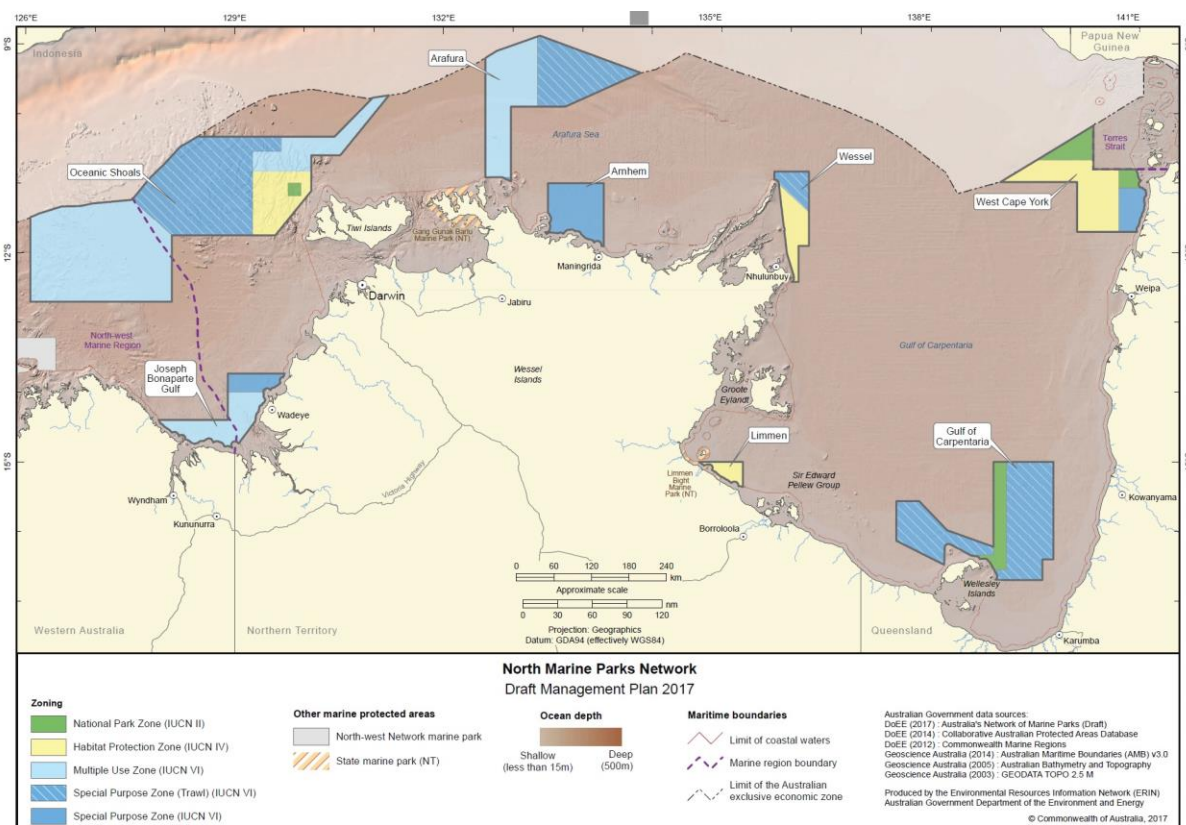 126°E
129°E
132°E
135°E
138°E
141°E
9°S
12°S
15°S
Indonesia
Papua New
Guinea
Arafura
Arafura Sea
Torres
Strait
Oceanic Shoals
Arnhem
Wessel
West Cape York
Tiwi Islands
Marine Park (NT)
Maningrida
Nhulunbuy
Darwin
Jabiru
Weipa
North-west
Marine Region
Gulf of Carpentaria
Joseph
Bonaparte
Gulf
Wessel
Islands
Groote
Eylandt
Wadeye
Limmen
Gulf of
Carpentaria
Limmen
Bight
Marine
Park (NT)
Sir Edward
Pellew Group
Victoria Highway
Wyndham
Kununurra
Borroloola
Kowanyama
Wellesley
Islands
Karumba
0 60 120 180 240
km
Approximate scale
nm
0 30 60 90 120
Projection: Geographics
Datum: GDA94 (effectively WGS84)
Western Australia
Northern Territory
Queensland
North Marine Parks Network
Draft Management Plan 2017
Zoning
National Park Zone (IUCN II)
Habitat Protection Zone (IUCN IV)
Multiple Use Zone (IUCN VI)
Special Purpose Zone (Trawl) (IUCN VI)
Special Purpose Zone (IUCN VI)
Other marine protected areas
North-west Network marine park
State marine park (NT)
Ocean depth
Shallow
(less than 15m)
Deep
(500m)
Maritime boundaries
Limit of coastal waters
Marine region boundary
Limit of the Australian
exclusive economic zone
Australian Government data sources:
DoEE (2017) : Australia's Network of Marine Parks (Draft)
DoEE (2014) : Collaborative Australian Protected Areas Database
DoEE (2012) : Commonwealth Marine Regions
Geoscience Australia (2014) : Australian Maritime Boundaries (AMB) v3.0
Geoscience Australia (2005) : Australian Bathymetry and Topography
Geoscience Australia (2003) : GEODATA TOPO 2.5 M
Produced by the Environmental Resources Information Network (ERIN)
Australian Government Department of the Environment and Energy
© Commonwealth of Australia, 2017